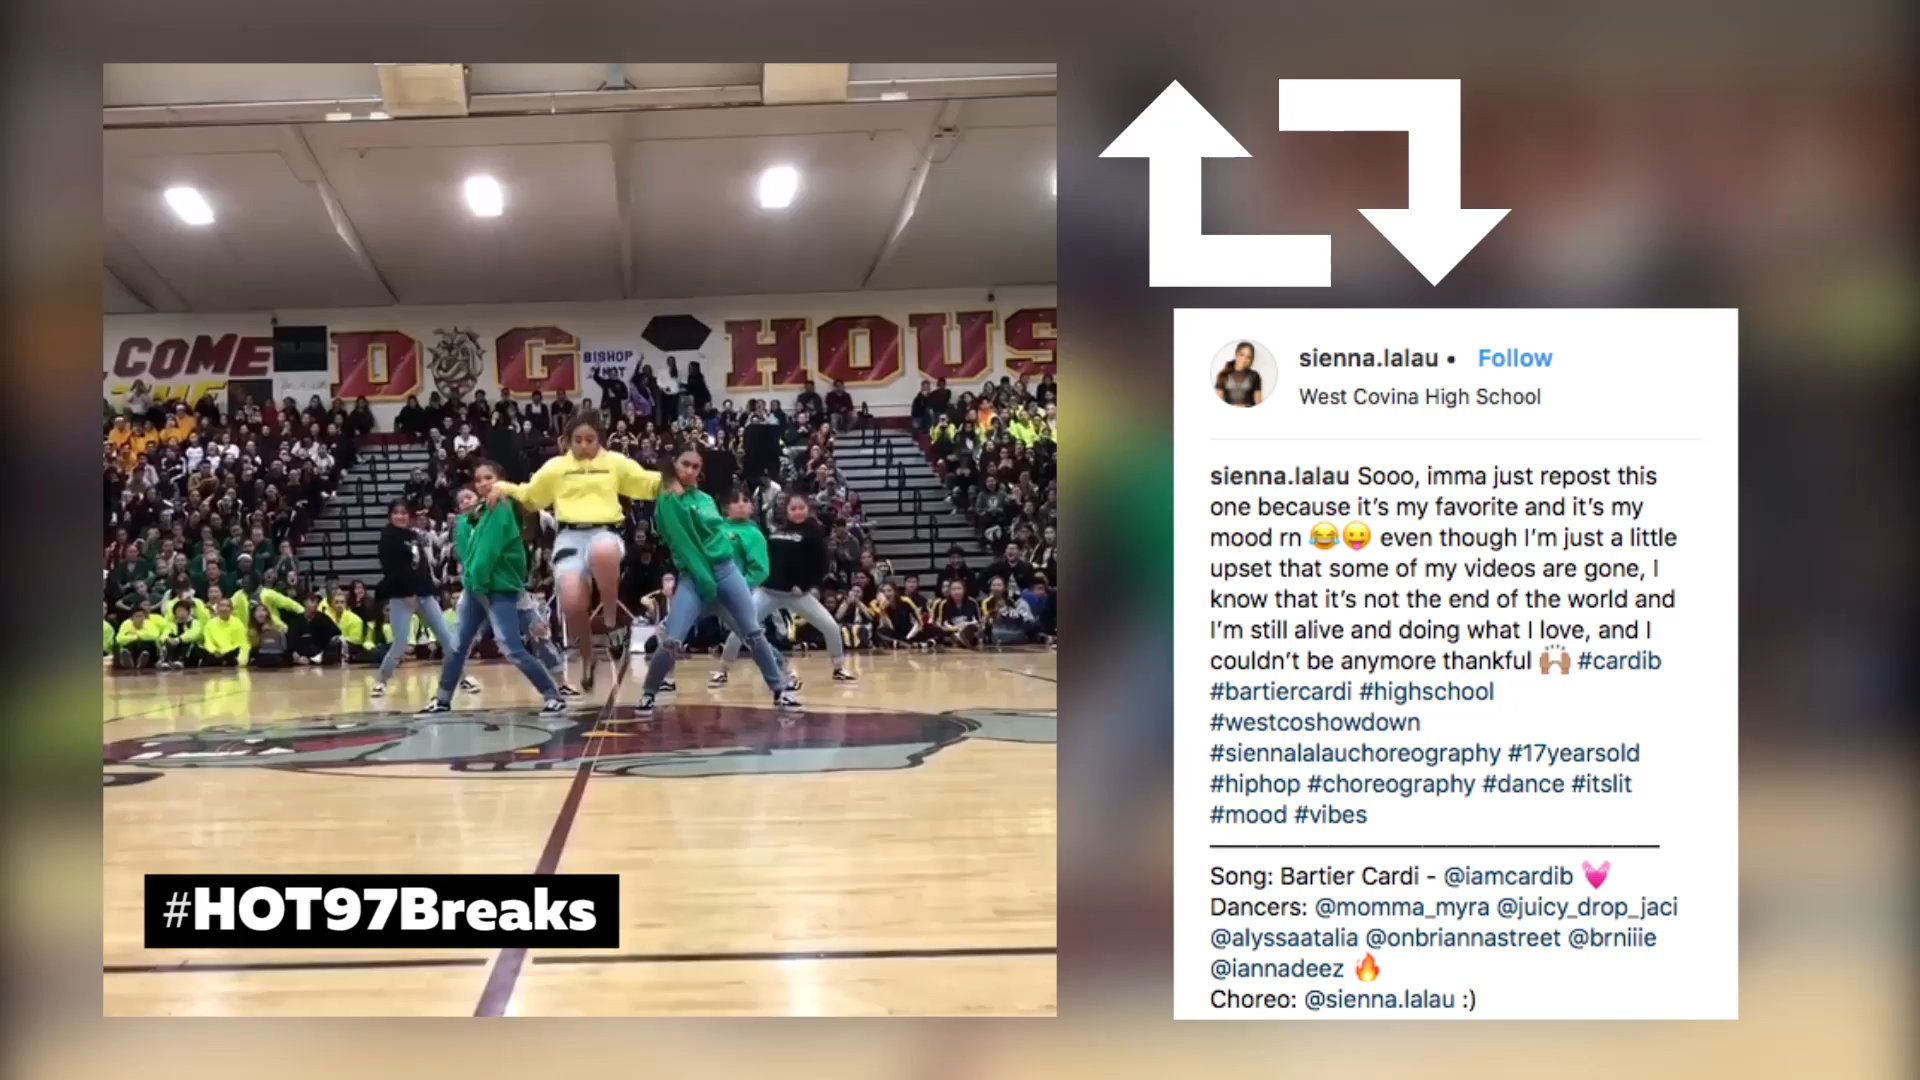 LCOME
THE
D G HOUS
BISHOP
sienna.lalau • Follow
West Covina High School
sienna.lalau Sooo, imma just repost this
one because it's my favorite and it's my
mood rn 😂😛 even though I'm just a little
upset that some of my videos are gone, I
know that it's not the end of the world and
I'm still alive and doing what I love, and I
couldn't be anymore thankful 🙌🏽 #cardib
#bartiercardi #highschool
#westcoshowdown
#siennalalauchoreography #17yearsold
#hiphop #choreography #dance #itslit
#mood #vibes
Song: Bartier Cardi - @iamcardib 💓
Dancers: @momma_myra @juicy_drop_jaci
@alyssaatalia @onbriannastreet @brniiie
@iannadeez 🔥
Choreo: @sienna.lalau :)
#HOT97Breaks